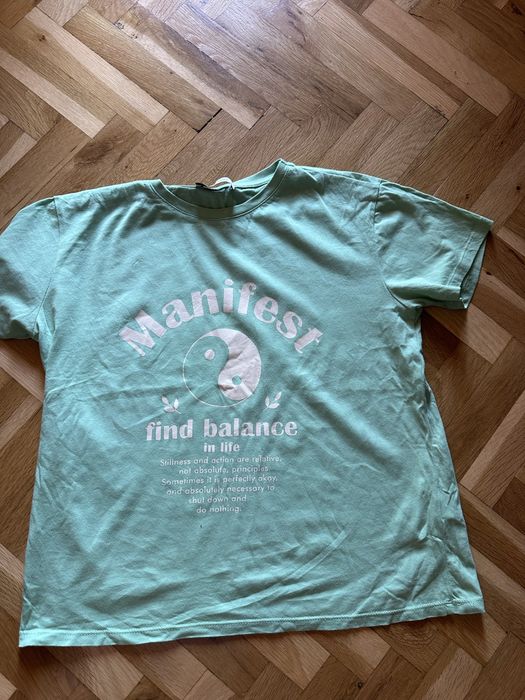 Manifest
find balance
in life
Stillness and action are relative,
not absolute, principles.
Sometimes it is perfectly okay,
and absolutely necessary to
shut down and
do nothing.